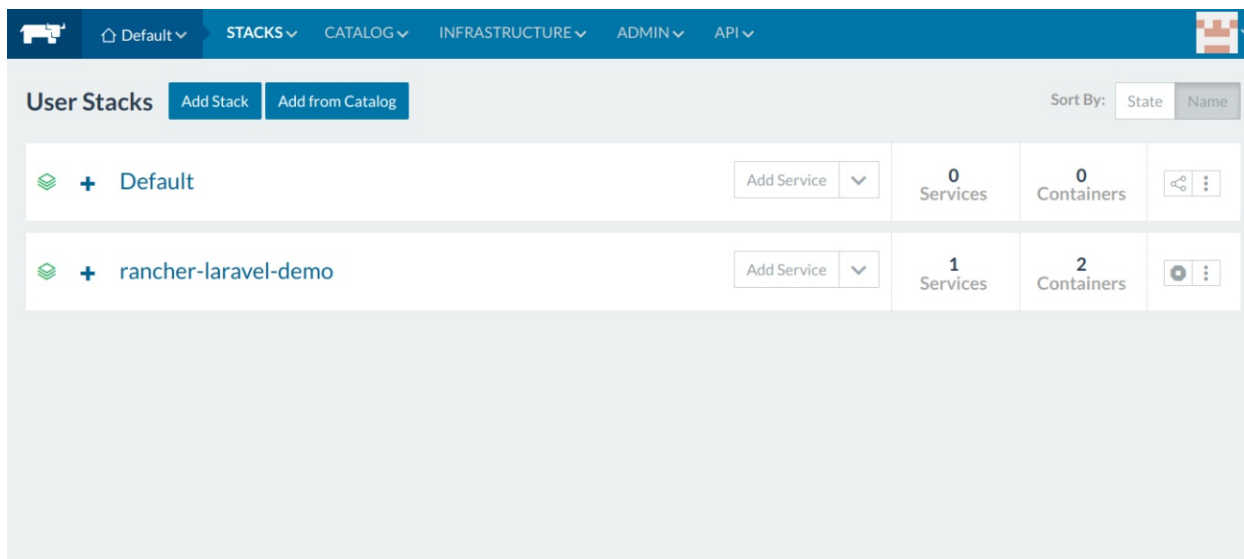 Default STACKS CATALOG INFRASTRUCTURE ADMIN API
User Stacks Add Stack Add from Catalog Sort By: State Name
Default Add Service 0 Services 0 Containers
rancher-laravel-demo Add Service 1 Services 2 Containers